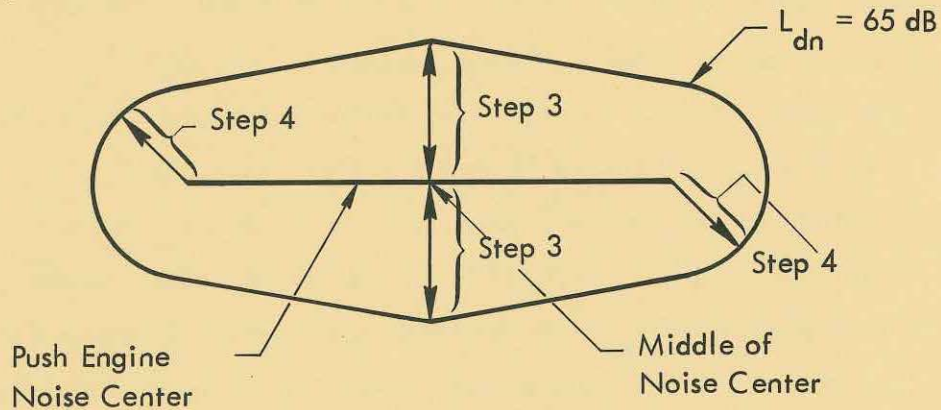 L_dn = 65 dB
Step 4
Step 3
Step 3
Step 4
Push Engine
Noise Center
Middle of
Noise Center